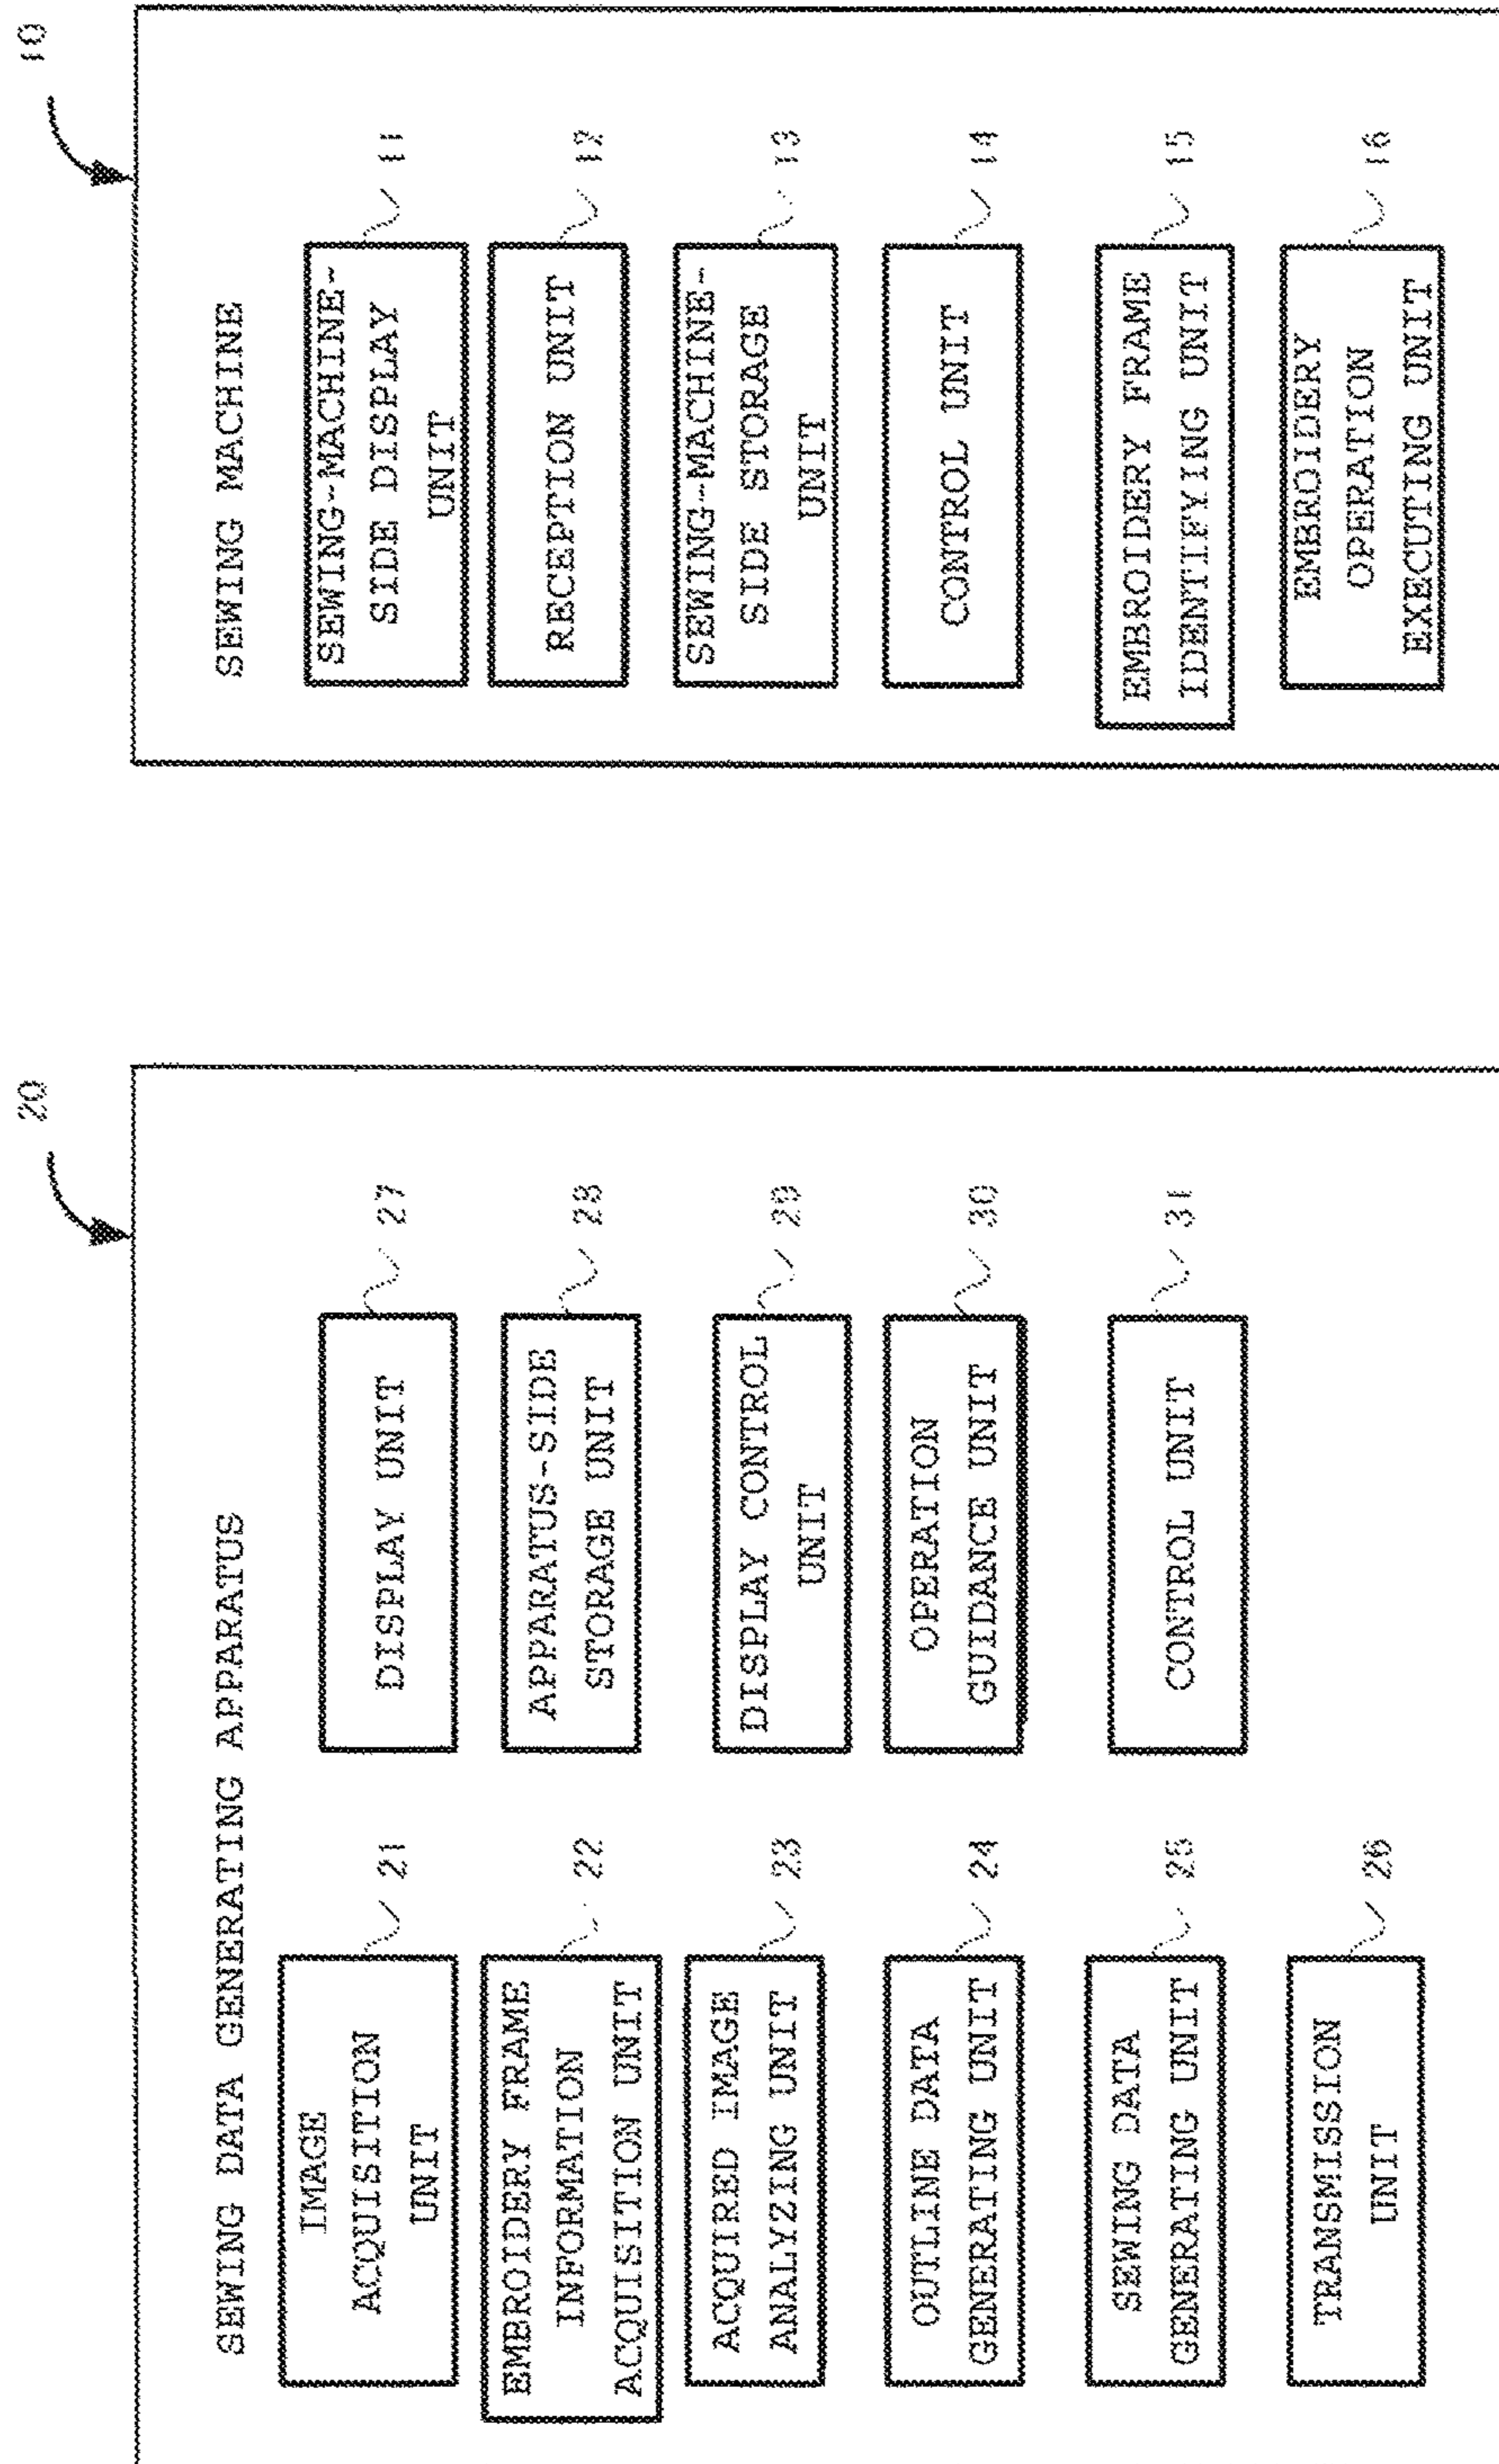 20
SEWING DATA GENERATING APPARATUS
IMAGE
ACQUISITION
UNIT
21
EMBROIDERY FRAME
INFORMATION
ACQUISITION UNIT
22
ACQUIRED IMAGE
ANALYZING UNIT
23
OUTLINE DATA
GENERATING UNIT
24
SEWING DATA
GENERATING UNIT
25
TRANSMISSION
UNIT
26
DISPLAY UNIT
27
APPARATUS-SIDE
STORAGE UNIT
28
DISPLAY CONTROL
UNIT
29
OPERATION
GUIDANCE UNIT
30
CONTROL UNIT
31
10
SEWING MACHINE
SEWING-MACHINE-
SIDE DISPLAY
UNIT
11
RECEPTION UNIT
12
SEWING-MACHINE-
SIDE STORAGE
UNIT
13
CONTROL UNIT
14
EMBROIDERY FRAME
IDENTIFYING UNIT
15
EMBROIDERY
OPERATION
EXECUTING UNIT
16